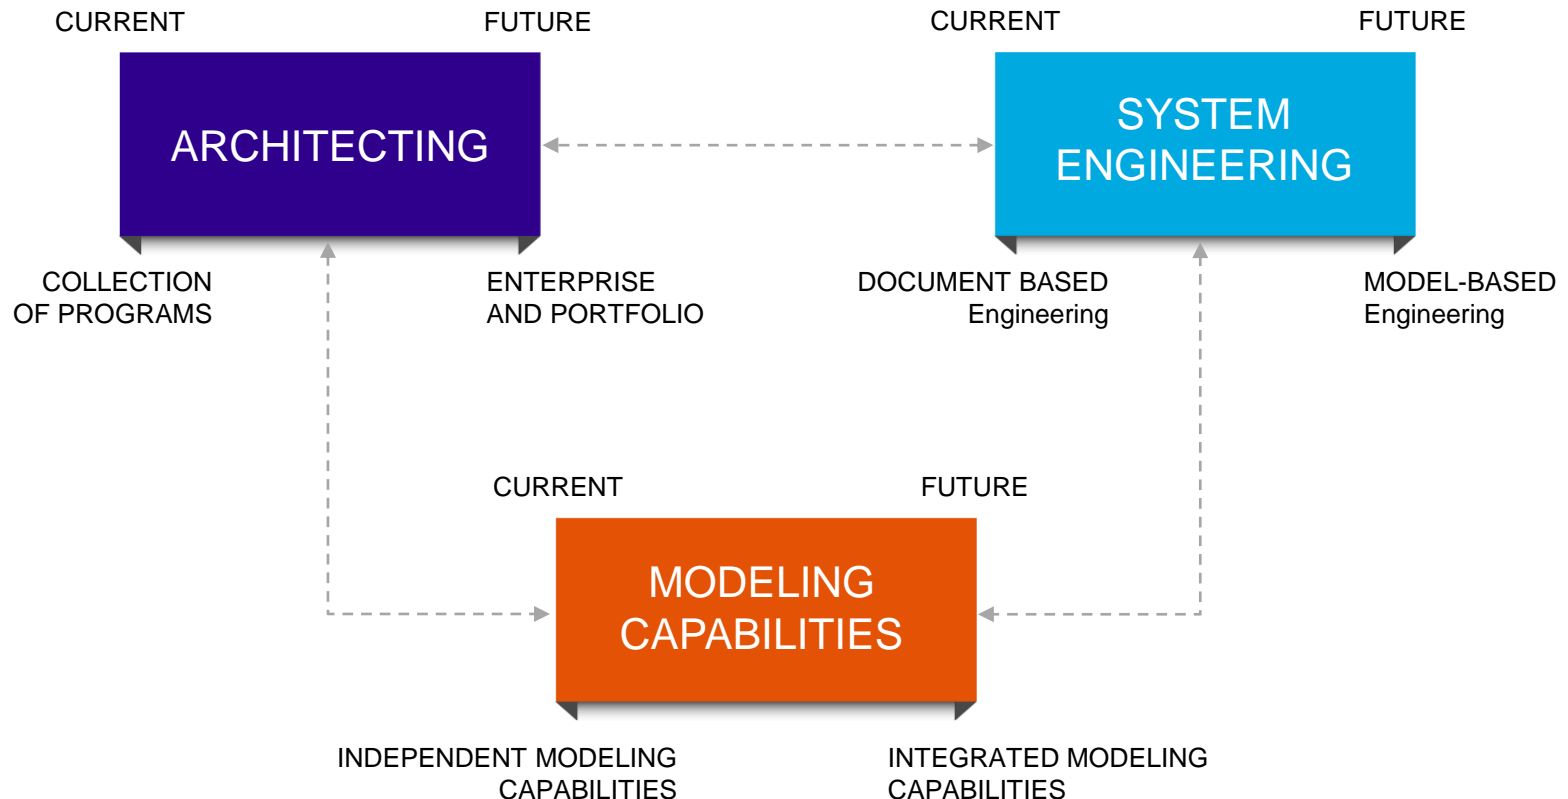 CURRENT
FUTURE
ARCHITECTING
COLLECTION
OF PROGRAMS
ENTERPRISE
AND PORTFOLIO
CURRENT
FUTURE
SYSTEM
ENGINEERING
DOCUMENT BASED
Engineering
MODEL-BASED
Engineering
CURRENT
FUTURE
MODELING
CAPABILITIES
INDEPENDENT MODELING
CAPABILITIES
INTEGRATED MODELING
CAPABILITIES